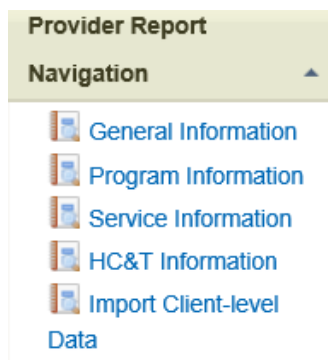 Provider Report
Navigation
General Information
Program Information
Service Information
HC&T Information
Import Client-level
Data